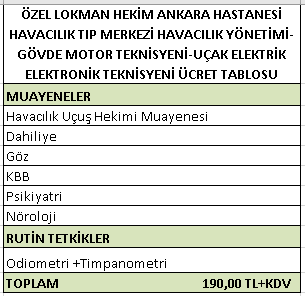 ÖZEL LOKMAN HEKİM ANKARA HASTANESİ
HAVACILIK TIP MERKEZİ HAVACILIK YÖNETİMİ-
GÖVDE MOTOR TEKNİSYENİ-UÇAK ELEKTRİK
ELEKTRONİK TEKNİSYENİ ÜCRET TABLOSU
MUAYENELER
Havacılık Uçuş Hekimi Muayenesi
Dahiliye
Göz
KBB
Psikiyatri
Nöroloji
RUTİN TETKİKLER
Odiometri +Timpanometri
TOPLAM 190,00 TL+KDV